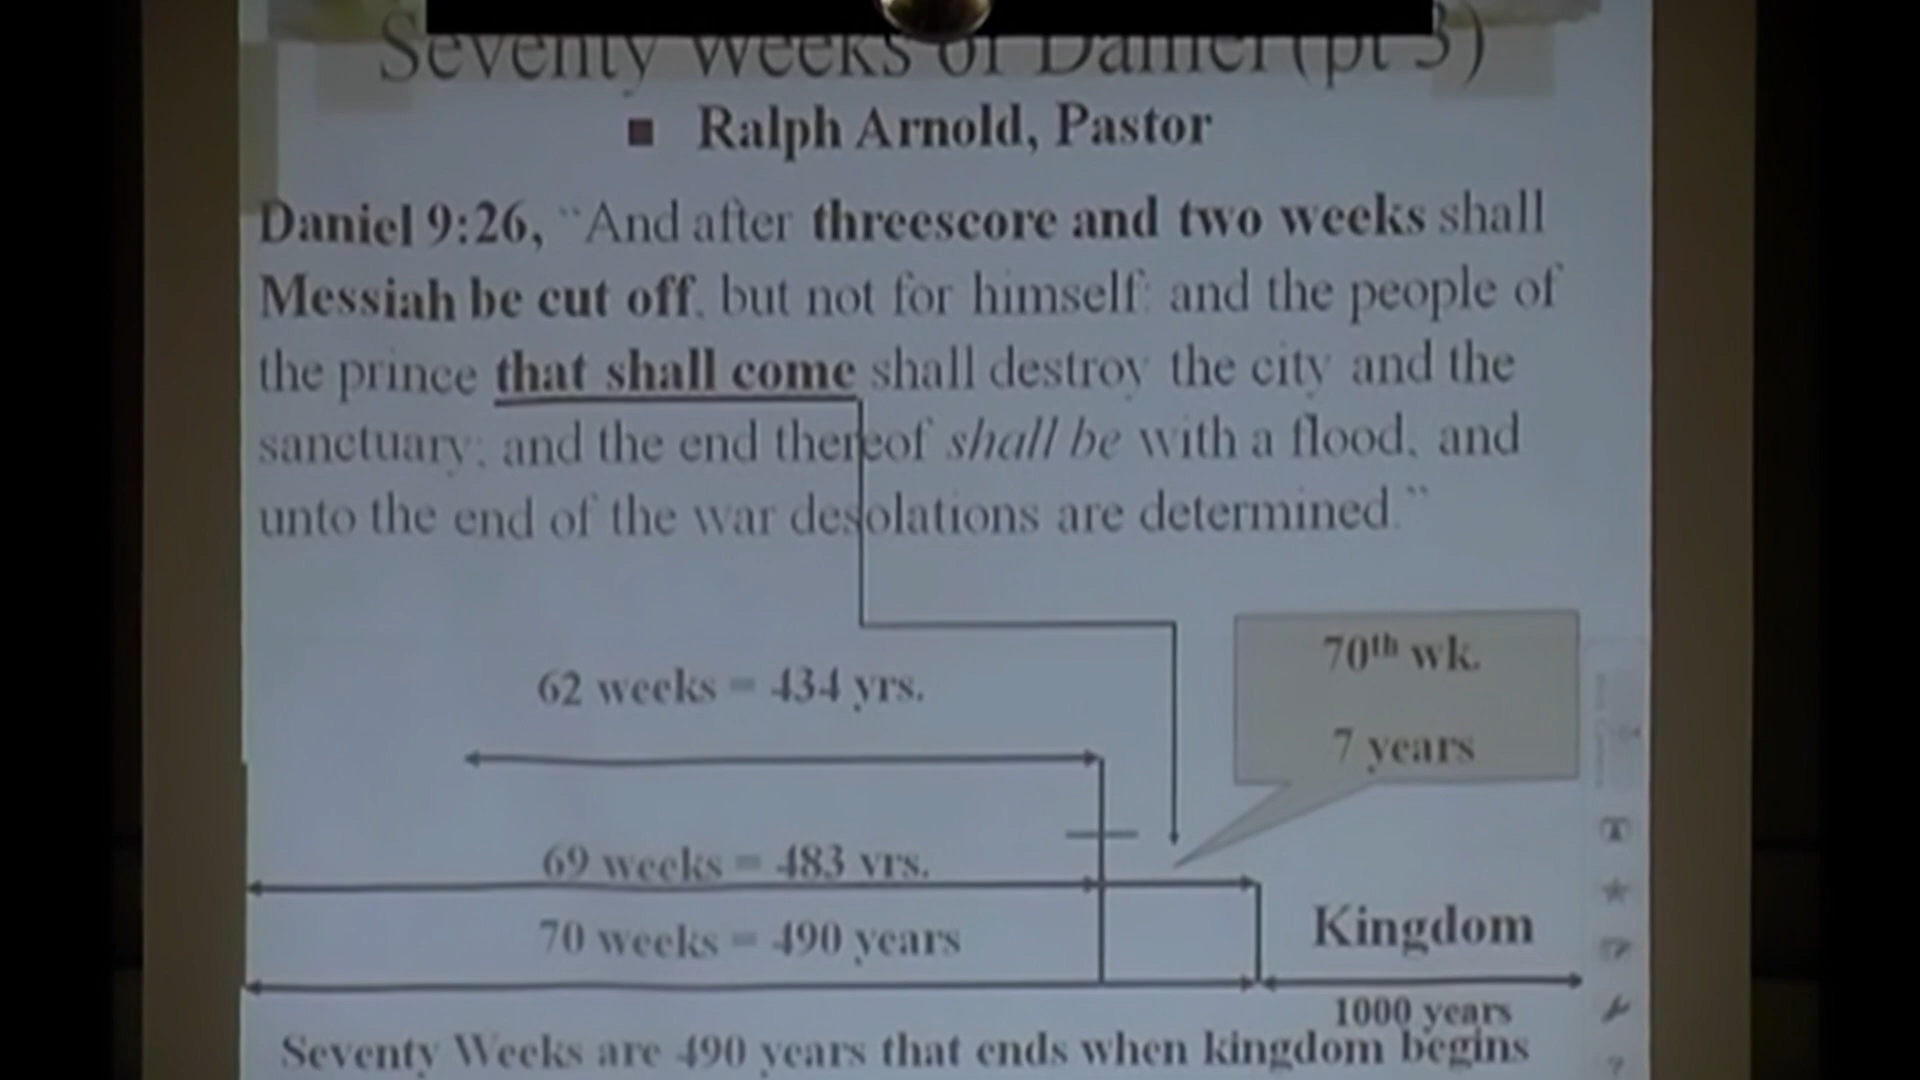 Seventy Weeks of Daniel (pt 3)
▪ Ralph Arnold, Pastor
Daniel 9:26, “And after threescore and two weeks shall
Messiah be cut off, but not for himself: and the people of
the prince that shall come shall destroy the city and the
sanctuary; and the end thereof shall be with a flood, and
unto the end of the war desolations are determined.”
70th wk.
7 years
62 weeks = 434 yrs.
69 weeks = 483 yrs.
70 weeks = 490 years
Kingdom
1000 years
Seventy Weeks are 490 years that ends when kingdom begins